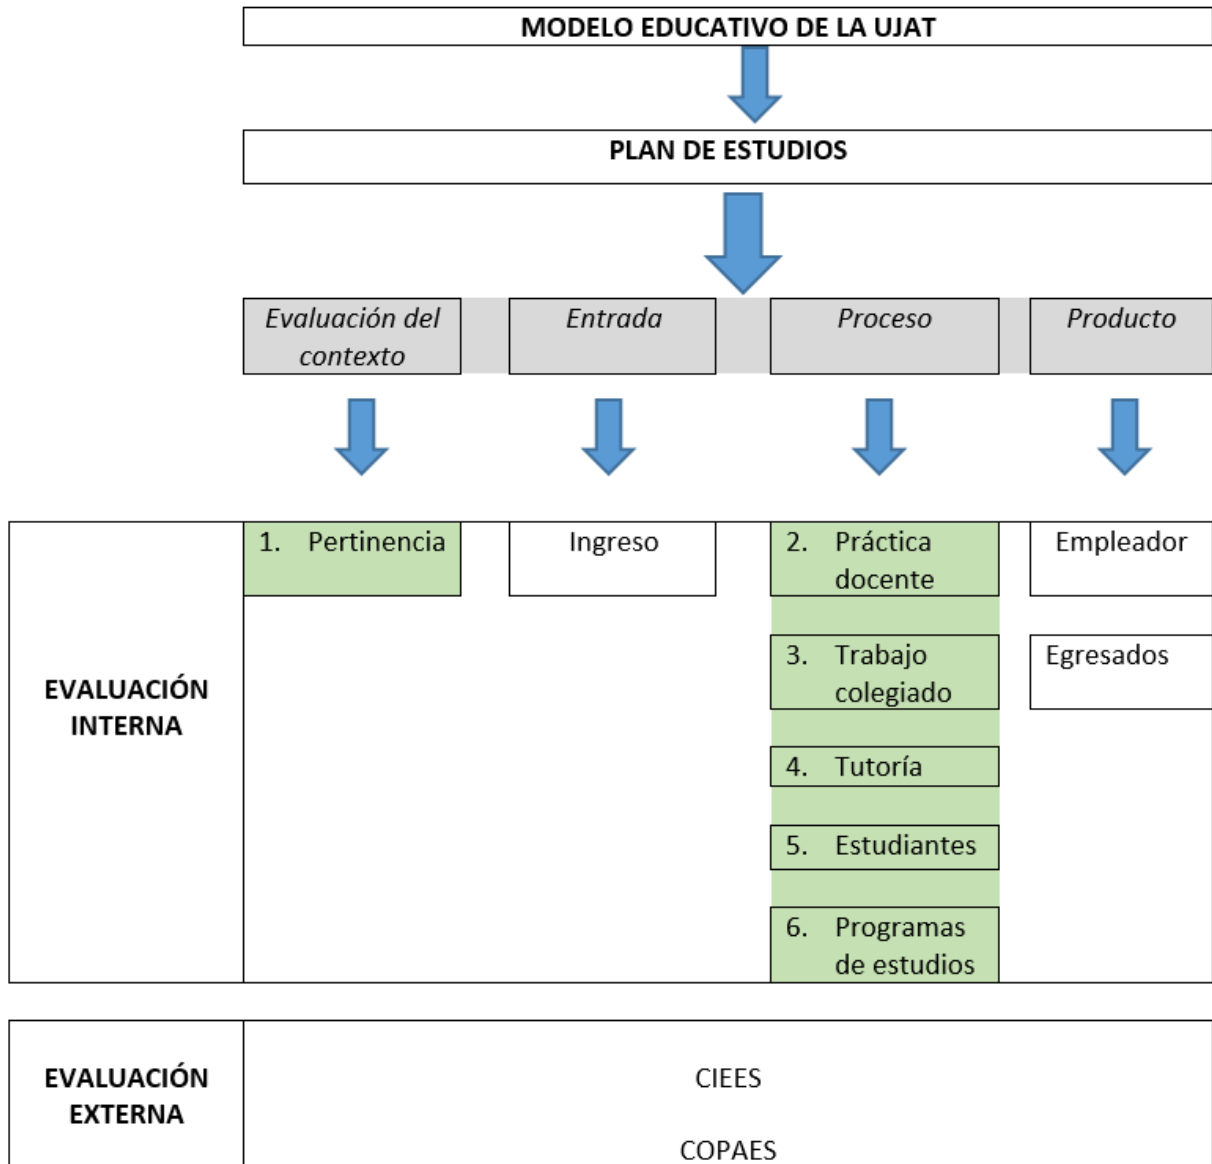 MODELO EDUCATIVO DE LA UJAT
PLAN DE ESTUDIOS
Evaluación del
contexto
Entrada
Proceso
Producto
EVALUACIÓN
INTERNA
1. Pertinencia
Ingreso
2. Práctica
docente
Empleador
3. Trabajo
colegiado
Egresados
4. Tutoría
5. Estudiantes
6. Programas
de estudios
EVALUACIÓN
EXTERNA
CIEES
COPAES